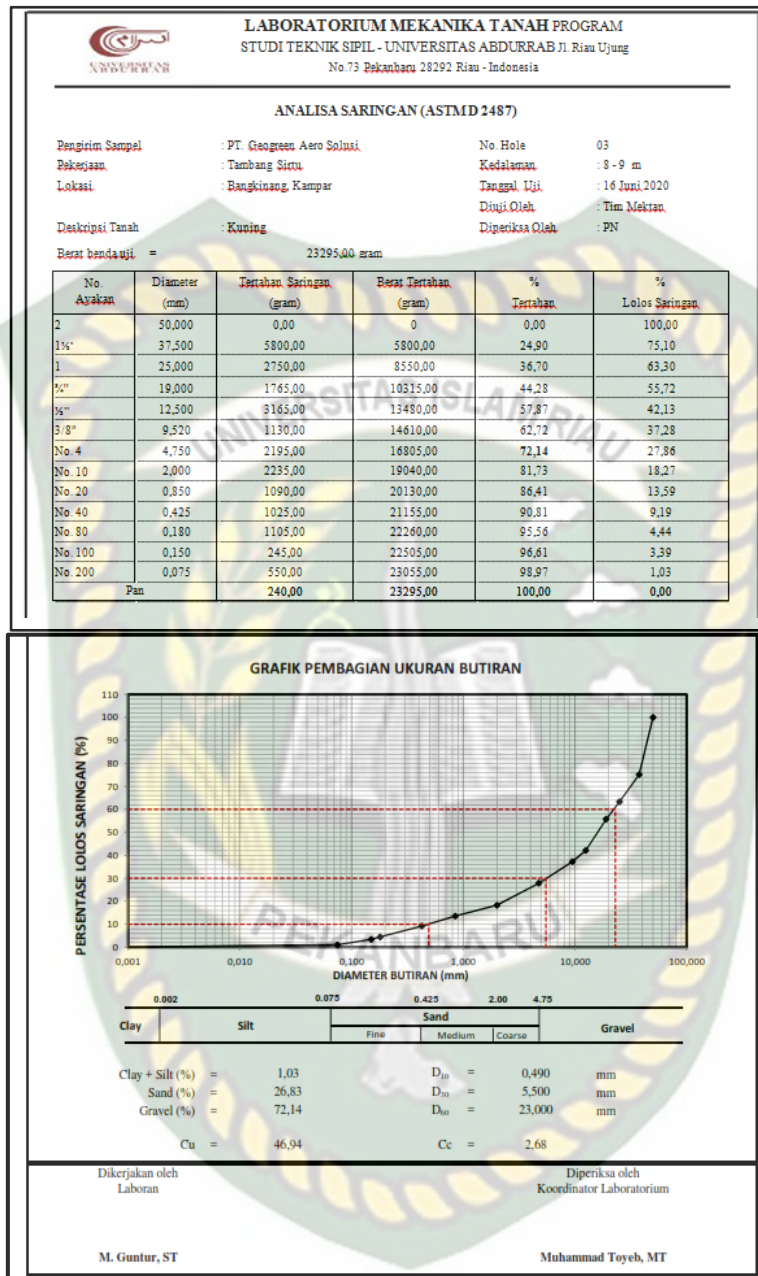 UNIVERSITAS
ABDURRAB
LABORATORIUM MEKANIKA TANAH PROGRAM
STUDI TEKNIK SIPIL - UNIVERSITAS ABDURRAB Jl. Riau Ujung
No.73 Pekanbaru 28292 Riau - Indonesia
ANALISA SARINGAN (ASTM D 2487)
Pengirim Sampel : PT. Geogreen Aero Solusi No. Hole 03
Pekerjaan : Tambang Sirtu Kedalaman : 8 - 9 m
Lokasi : Bangkinang, Kampar Tanggal Uji : 16 Juni 2020
Diuji Oleh : Tim Mektan
Deskripsi Tanah : Kuning Diperiksa Oleh : PN
Berat benda uji = 23295,00 gram
No. Diameter Tertahan Saringan Berat Tertahan % %
Ayakan (mm) (gram) (gram) Tertahan Lolos Saringan
2 50,000 0,00 0 0,00 100,00
1½" 37,500 5800,00 5800,00 24,90 75,10
1 25,000 2750,00 8550,00 36,70 63,30
¾" 19,000 1765,00 10315,00 44,28 55,72
½" 12,500 3165,00 13480,00 57,87 42,13
3/8" 9,520 1130,00 14610,00 62,72 37,28
No. 4 4,750 2195,00 16805,00 72,14 27,86
No. 10 2,000 2235,00 19040,00 81,73 18,27
No. 20 0,850 1090,00 20130,00 86,41 13,59
No. 40 0,425 1025,00 21155,00 90,81 9,19
No. 80 0,180 1105,00 22260,00 95,56 4,44
No. 100 0,150 245,00 22505,00 96,61 3,39
No. 200 0,075 550,00 23055,00 98,97 1,03
Pan 240,00 23295,00 100,00 0,00
UNIVERSITAS ISLAM RIAU
GRAFIK PEMBAGIAN UKURAN BUTIRAN
PERSENTASE LOLOS SARINGAN (%)
110
100
90
80
70
60
50
40
30
20
10
0
PEKANBARU
0,001 0,010 0,100 1,000 10,000 100,000
DIAMETER BUTIRAN (mm)
0.002 0.075 0.425 2.00 4.75
Clay Silt Sand Gravel
Fine Medium Coarse
Clay + Silt (%) = 1,03 D10 = 0,490 mm
Sand (%) = 26,83 D30 = 5,500 mm
Gravel (%) = 72,14 D60 = 23,000 mm
Cu = 46,94 Cc = 2,68
Dikerjakan oleh Diperiksa oleh
Laboran Koordinator Laboratorium
M. Guntur, ST Muhammad Toyeb, MT